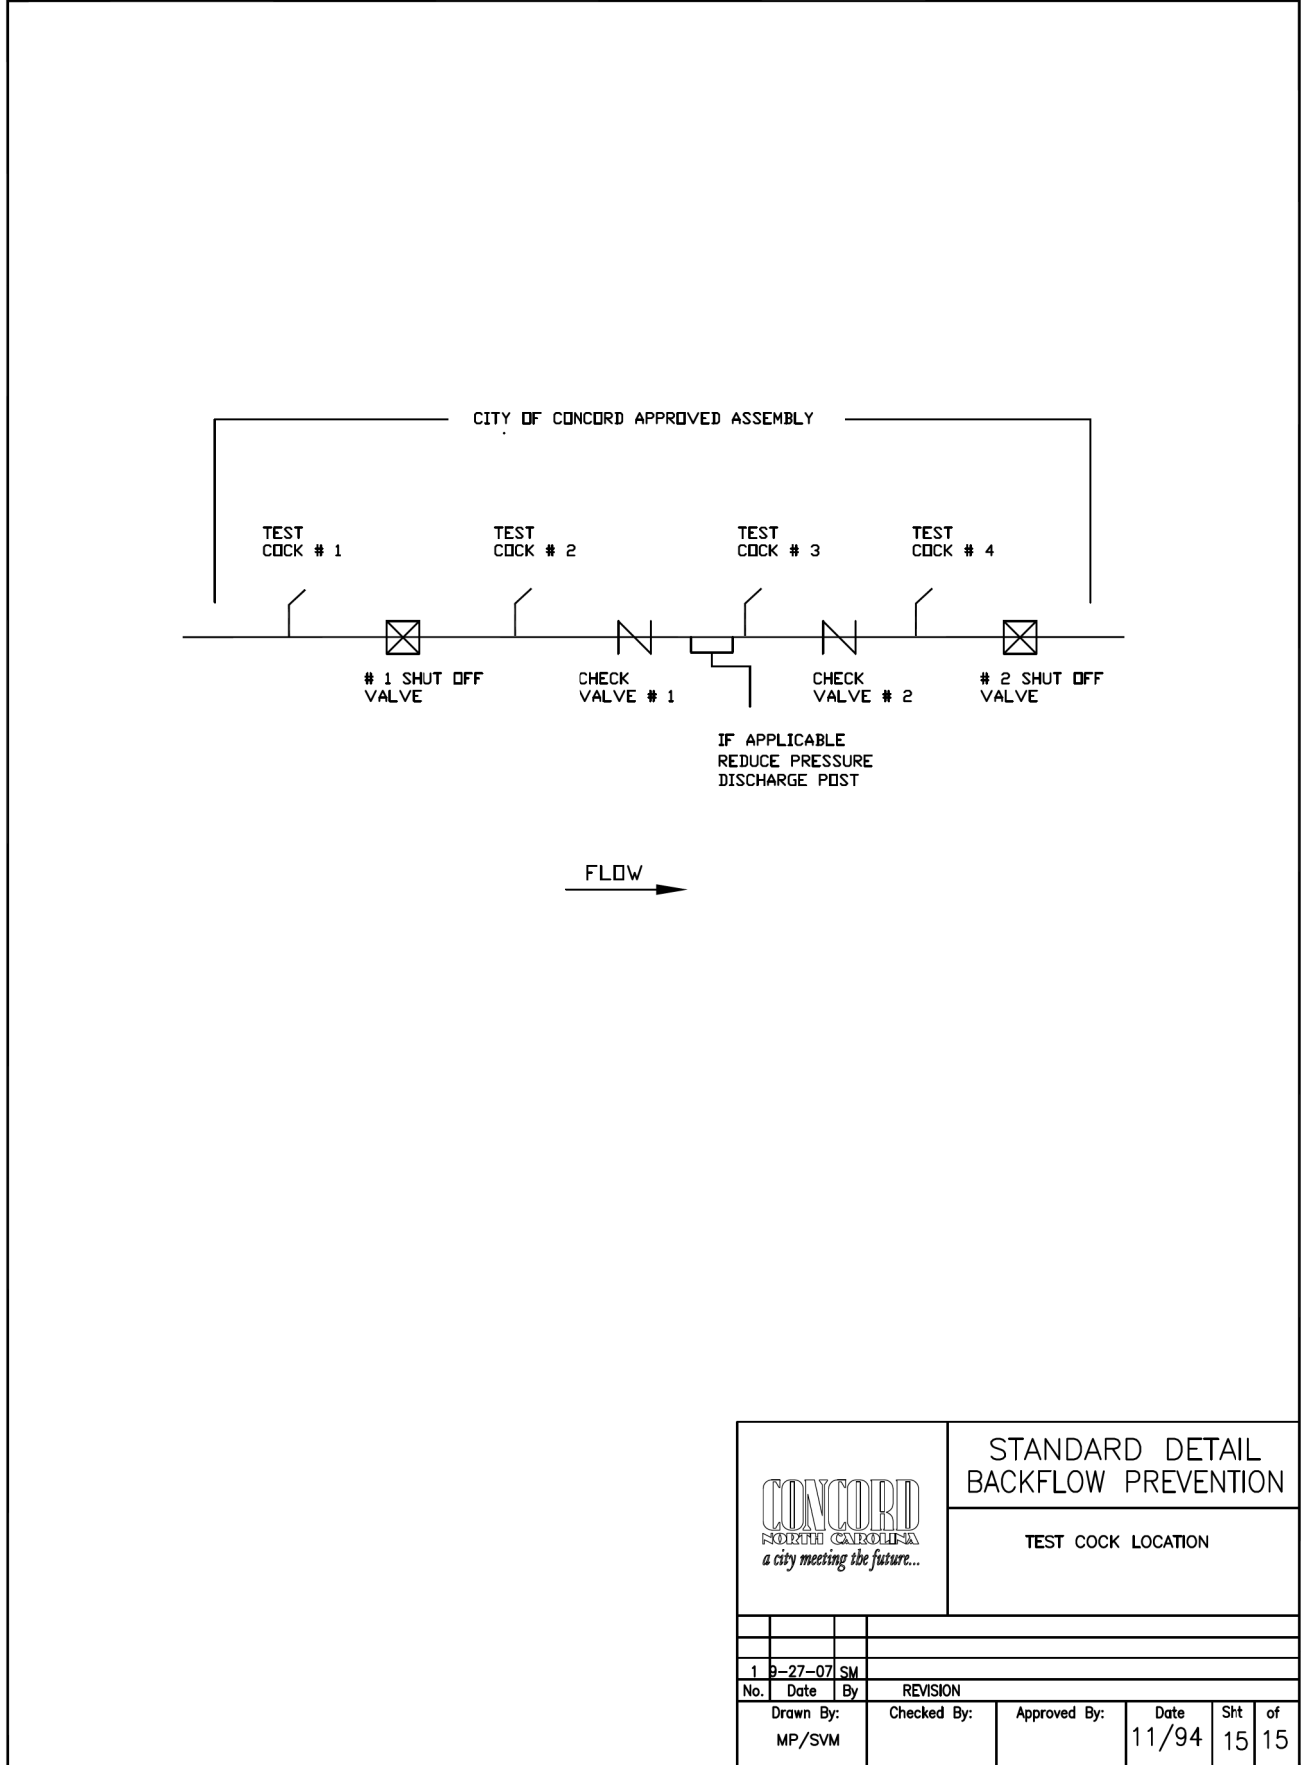 CITY OF CONCORD APPROVED ASSEMBLY
TEST
COCK # 1
TEST
COCK # 2
TEST
COCK # 3
TEST
COCK # 4
# 1 SHUT OFF
VALVE
CHECK
VALVE # 1
CHECK
VALVE # 2
# 2 SHUT OFF
VALVE
IF APPLICABLE
REDUCE PRESSURE
DISCHARGE POST
FLOW
CONCORD
NORTH CAROLINA
a city meeting the future...
STANDARD DETAIL
BACKFLOW PREVENTION
TEST COCK LOCATION
1 9-27-07 SM
No. Date By REVISION
Drawn By: Checked By: Approved By: Date Sht of
MP/SVM 11/94 15 15